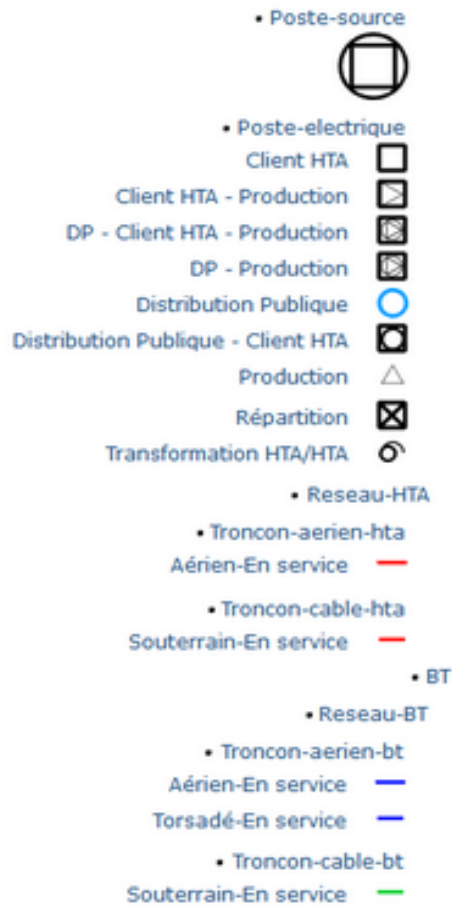 • Poste-source
• Poste-electrique
Client HTA
Client HTA - Production
DP - Client HTA - Production
DP - Production
Distribution Publique
Distribution Publique - Client HTA
Production
Répartition
Transformation HTA/HTA
• Reseau-HTA
• Troncon-aerien-hta
Aérien-En service
• Troncon-cable-hta
Souterrain-En service
• BT
• Reseau-BT
• Troncon-aerien-bt
Aérien-En service
Torsadé-En service
• Troncon-cable-bt
Souterrain-En service